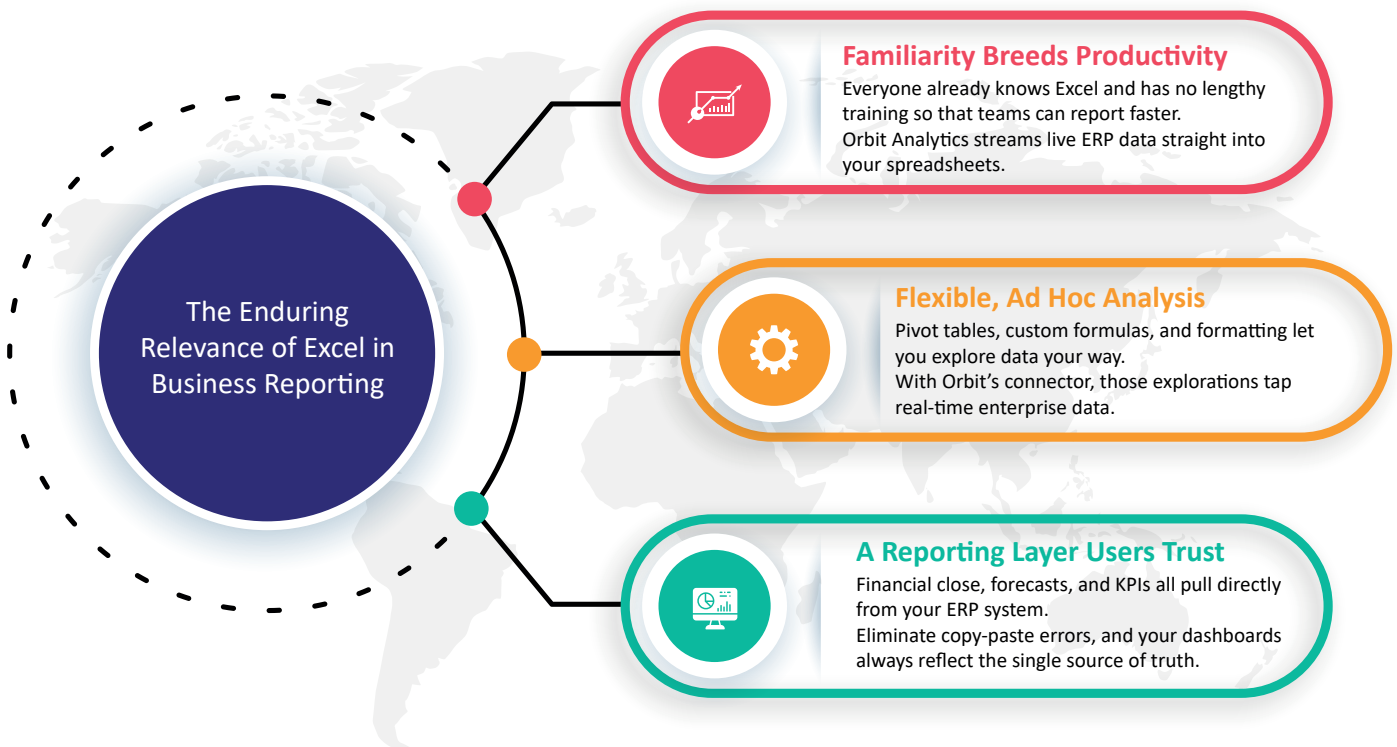 The Enduring
Relevance of Excel in
Business Reporting
Familiarity Breeds Productivity
Everyone already knows Excel and has no lengthy
training so that teams can report faster.
Orbit Analytics streams live ERP data straight into
your spreadsheets.
Flexible, Ad Hoc Analysis
Pivot tables, custom formulas, and formatting let
you explore data your way.
With Orbit’s connector, those explorations tap
real-time enterprise data.
A Reporting Layer Users Trust
Financial close, forecasts, and KPIs all pull directly
from your ERP system.
Eliminate copy-paste errors, and your dashboards
always reflect the single source of truth.